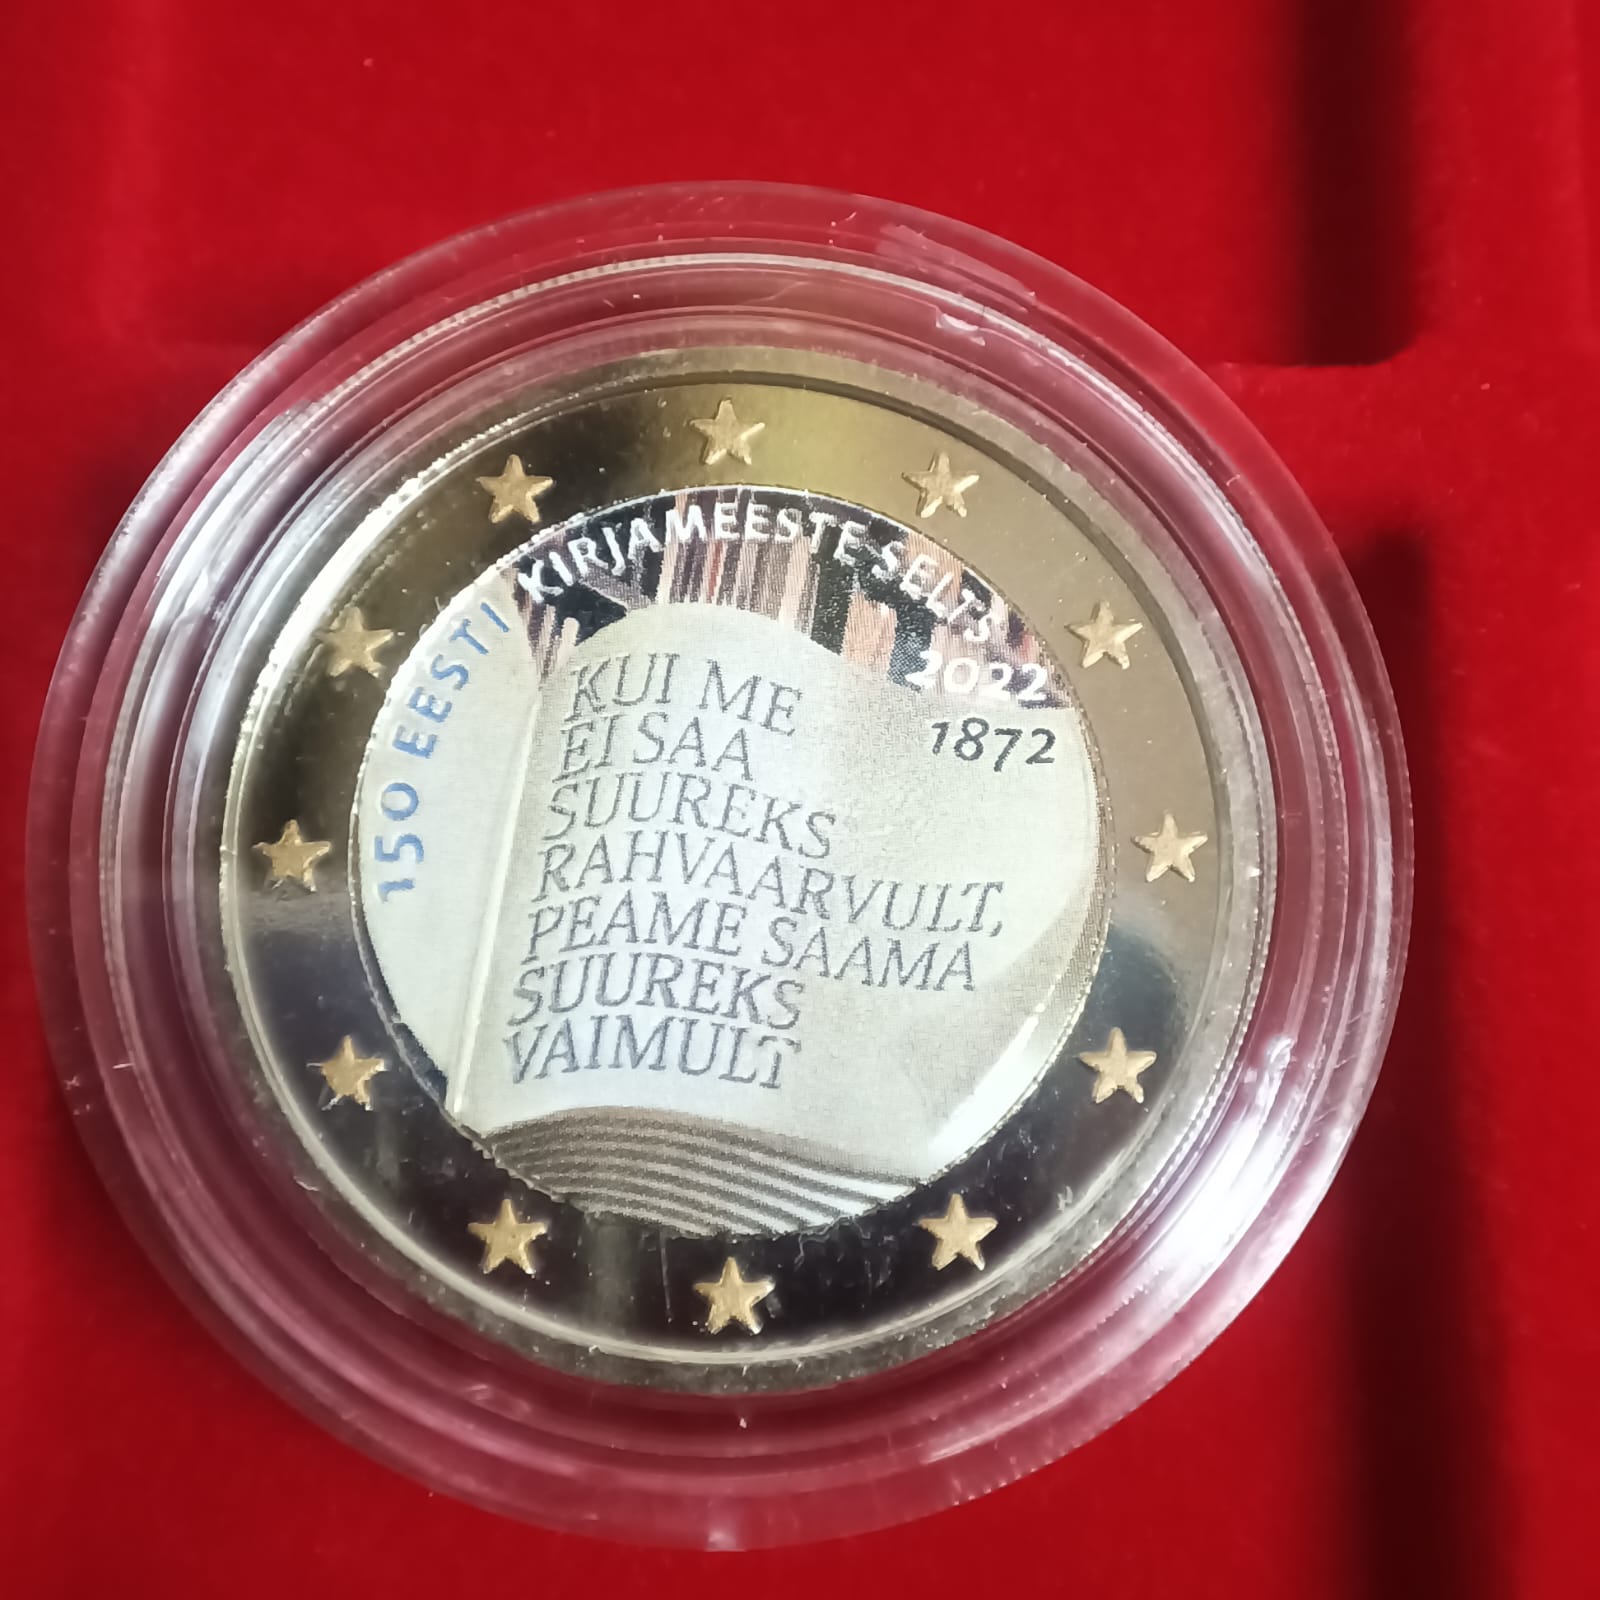 150 EESTI KIRJAMEESTE SELTS
2022
1872
KUI ME
EI SAA
SUUREKS
RAHVAARVULT,
PEAME SAAMA
SUUREKS
VAIMULT